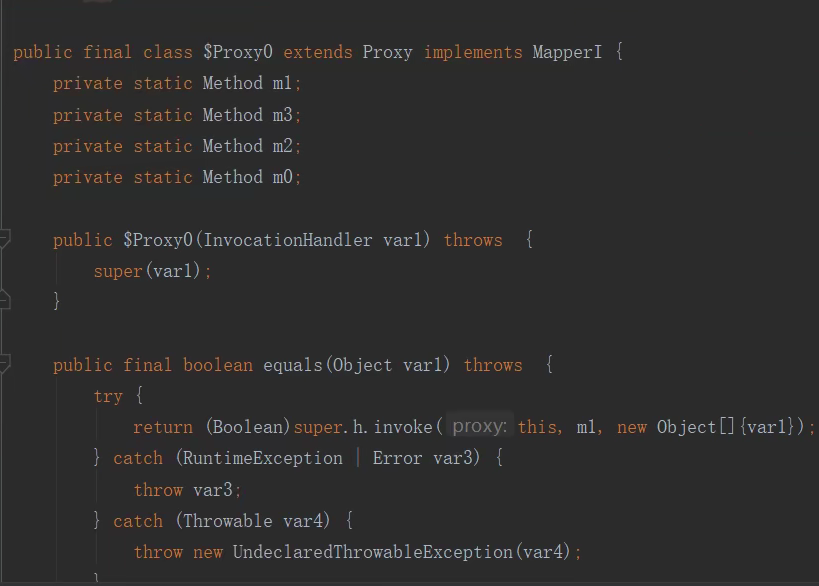 public final class $Proxy0 extends Proxy implements MapperI {
    private static Method m1;
    private static Method m3;
    private static Method m2;
    private static Method m0;
    public $Proxy0(InvocationHandler var1) throws  {
        super(var1);
    }
    public final boolean equals(Object var1) throws  {
        try {
            return (Boolean)super.h.invoke( proxy: this, m1, new Object[]{var1});
        } catch (RuntimeException | Error var3) {
            throw var3;
        } catch (Throwable var4) {
            throw new UndeclaredThrowableException(var4);
        }